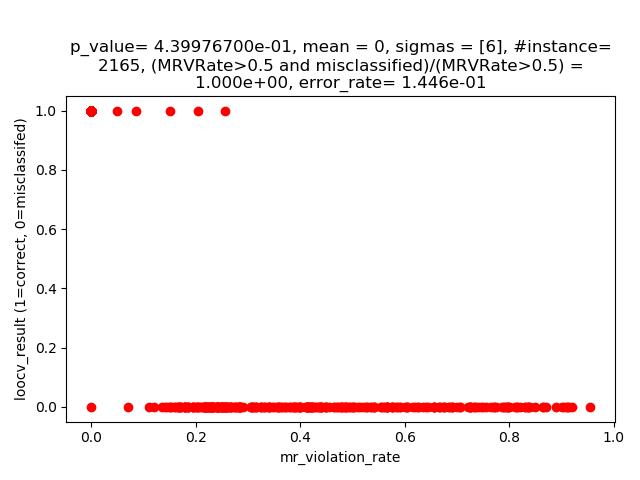 p_value= 4.39976700e-01, mean = 0, sigmas = [6], #instance=
2165, (MRVRate>0.5 and misclassified)/(MRVRate>0.5) =
1.000e+00, error_rate= 1.446e-01
1.0
0.8
0.6
0.4
0.2
0.0
loocv_result (1=correct, 0=misclassifed)
0.0 0.2 0.4 0.6 0.8 1.0
mr_violation_rate